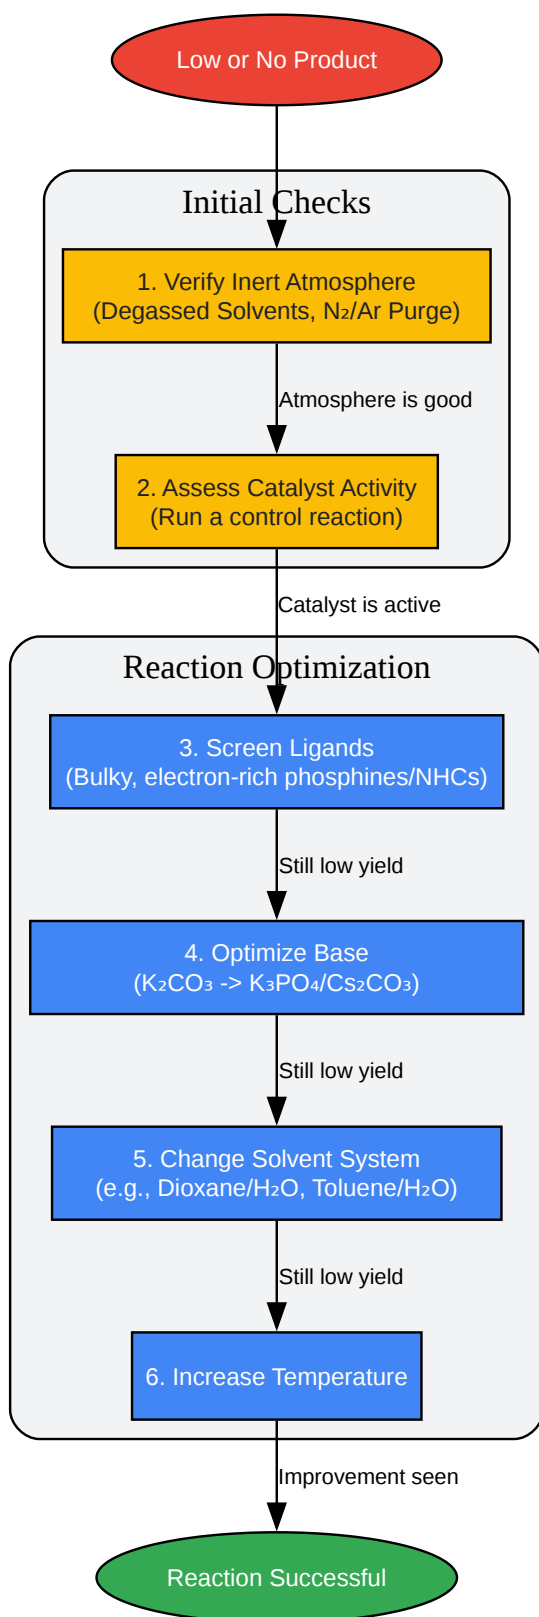 Low or No Product
Initial Checks
1. Verify Inert Atmosphere
(Degassed Solvents, N₂/Ar Purge)
Atmosphere is good
2. Assess Catalyst Activity
(Run a control reaction)
Catalyst is active
Reaction Optimization
3. Screen Ligands
(Bulky, electron-rich phosphines/NHCs)
Still low yield
4. Optimize Base
(K₂CO₃ -> K₃PO₄/Cs₂CO₃)
Still low yield
5. Change Solvent System
(e.g., Dioxane/H₂O, Toluene/H₂O)
Still low yield
6. Increase Temperature
Improvement seen
Reaction Successful